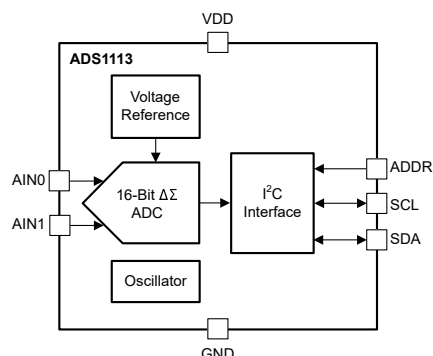 VDD
ADS1113
Voltage
Reference
AIN0
AIN1
16-Bit ΔΣ
ADC
I²C
Interface
ADDR
SCL
SDA
Oscillator
GND